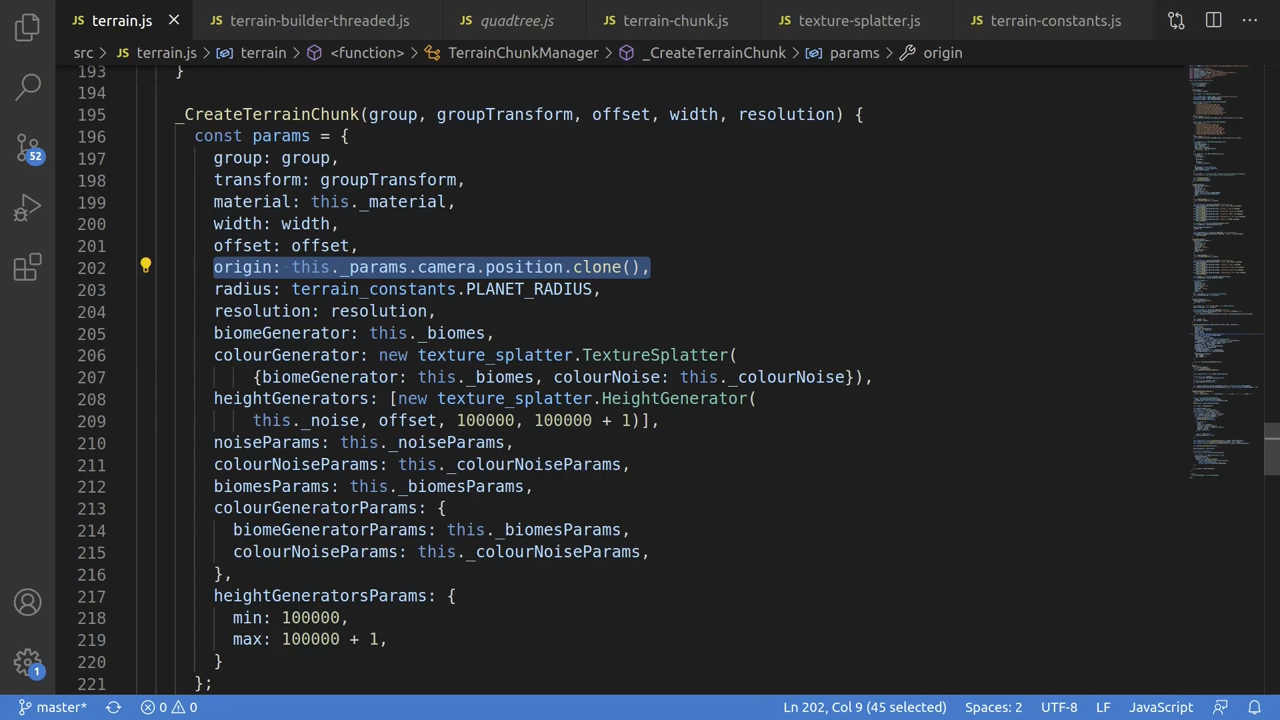 terrain.js
terrain-builder-threaded.js
quadtree.js
terrain-chunk.js
texture-splatter.js
terrain-constants.js
src > JS terrain.js > terrain > <function> > TerrainChunkManager > _CreateTerrainChunk > params > origin
193 }
194
195 _CreateTerrainChunk(group, groupTransform, offset, width, resolution) {
196 const params = {
197 group: group,
198 transform: groupTransform,
199 material: this._material,
200 width: width,
201 offset: offset,
202 origin: this._params.camera.position.clone(),
203 radius: terrain_constants.PLANET_RADIUS,
204 resolution: resolution,
205 biomeGenerator: this._biomes,
206 colourGenerator: new texture_splatter.TextureSplatter(
207 {biomeGenerator: this._biomes, colourNoise: this._colourNoise}),
208 heightGenerators: [new texture_splatter.HeightGenerator(
209 this._noise, offset, 100000, 100000 + 1)],
210 noiseParams: this._noiseParams,
211 colourNoiseParams: this._colourNoiseParams,
212 biomesParams: this._biomesParams,
213 colourGeneratorParams: {
214 biomeGeneratorParams: this._biomesParams,
215 colourNoiseParams: this._colourNoiseParams,
216 },
217 heightGeneratorsParams: {
218 min: 100000,
219 max: 100000 + 1,
220 }
221 };
52
1
master* 0 0 Ln 202, Col 9 (45 selected) Spaces: 2 UTF-8 LF JavaScript